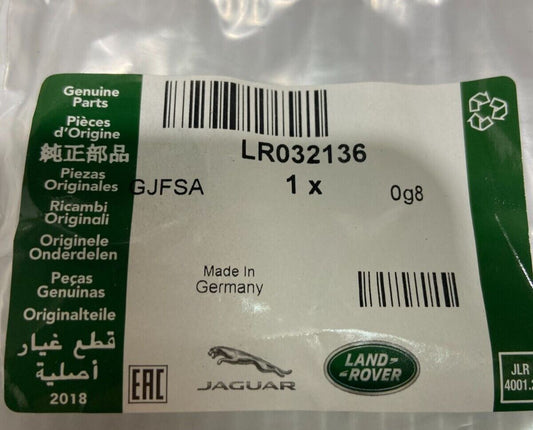 Genuine
Parts
Pièces
d'Origine
純正部品
Piezas
Originales
Ricambi
Originali
Originele
Onderdelen
Peças
Genuinas
Originalteile
قطع غيار
أصلية
2018
LR032136
GJFSA
1 x
0g8
Made In
Germany
EAC
JAGUAR
LAND-
-ROVER
JLR